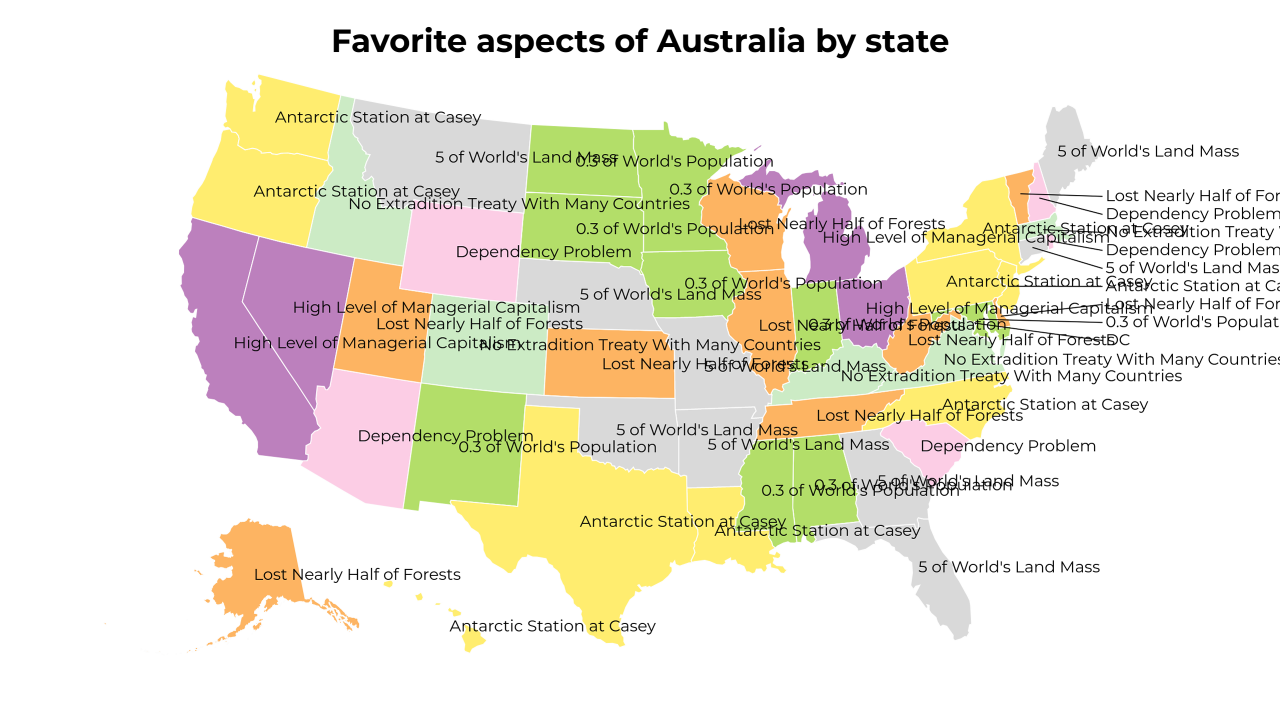 Favorite aspects of Australia by state
Antarctic Station at Casey
5 of World's Land Mass
5 of World's Land Mass
0.3 of World's Population
0.3 of World's Population
Antarctic Station at Casey
Lost Nearly Half of For
No Extradition Treaty With Many Countries
Dependency Problem
Lost Nearly Half of Forests
0.3 of World's Population
Antarctic Station at Casey
No Extradition Treaty W
High Level of Managerial Capitalism
Dependency Problem
Dependency Problem
5 of World's Land Mas
Antarctic Station at Casey
0.3 of World's Population
Antarctic Station at Ca
5 of World's Land Mass
Lost Nearly Half of For
High Level of Managerial Capitalism
High Level of Managerial Capitalism
0.3 of World's Populat
Lost Nearly Half of Forests
Lost Nearly Half of Forests
0.3 of World's Population
DC
Lost Nearly Half of Forests
High Level of Managerial Capitalism
No Extradition Treaty With Many Countries
No Extradition Treaty With Many Countries
Lost Nearly Half of Forests
5 of World's Land Mass
No Extradition Treaty With Many Countries
Antarctic Station at Casey
Lost Nearly Half of Forests
5 of World's Land Mass
Dependency Problem
0.3 of World's Population
5 of World's Land Mass
Dependency Problem
5 of World's Land Mass
0.3 of World's Population
0.3 of World's Population
Antarctic Station at Casey
Antarctic Station at Casey
5 of World's Land Mass
Lost Nearly Half of Forests
Antarctic Station at Casey